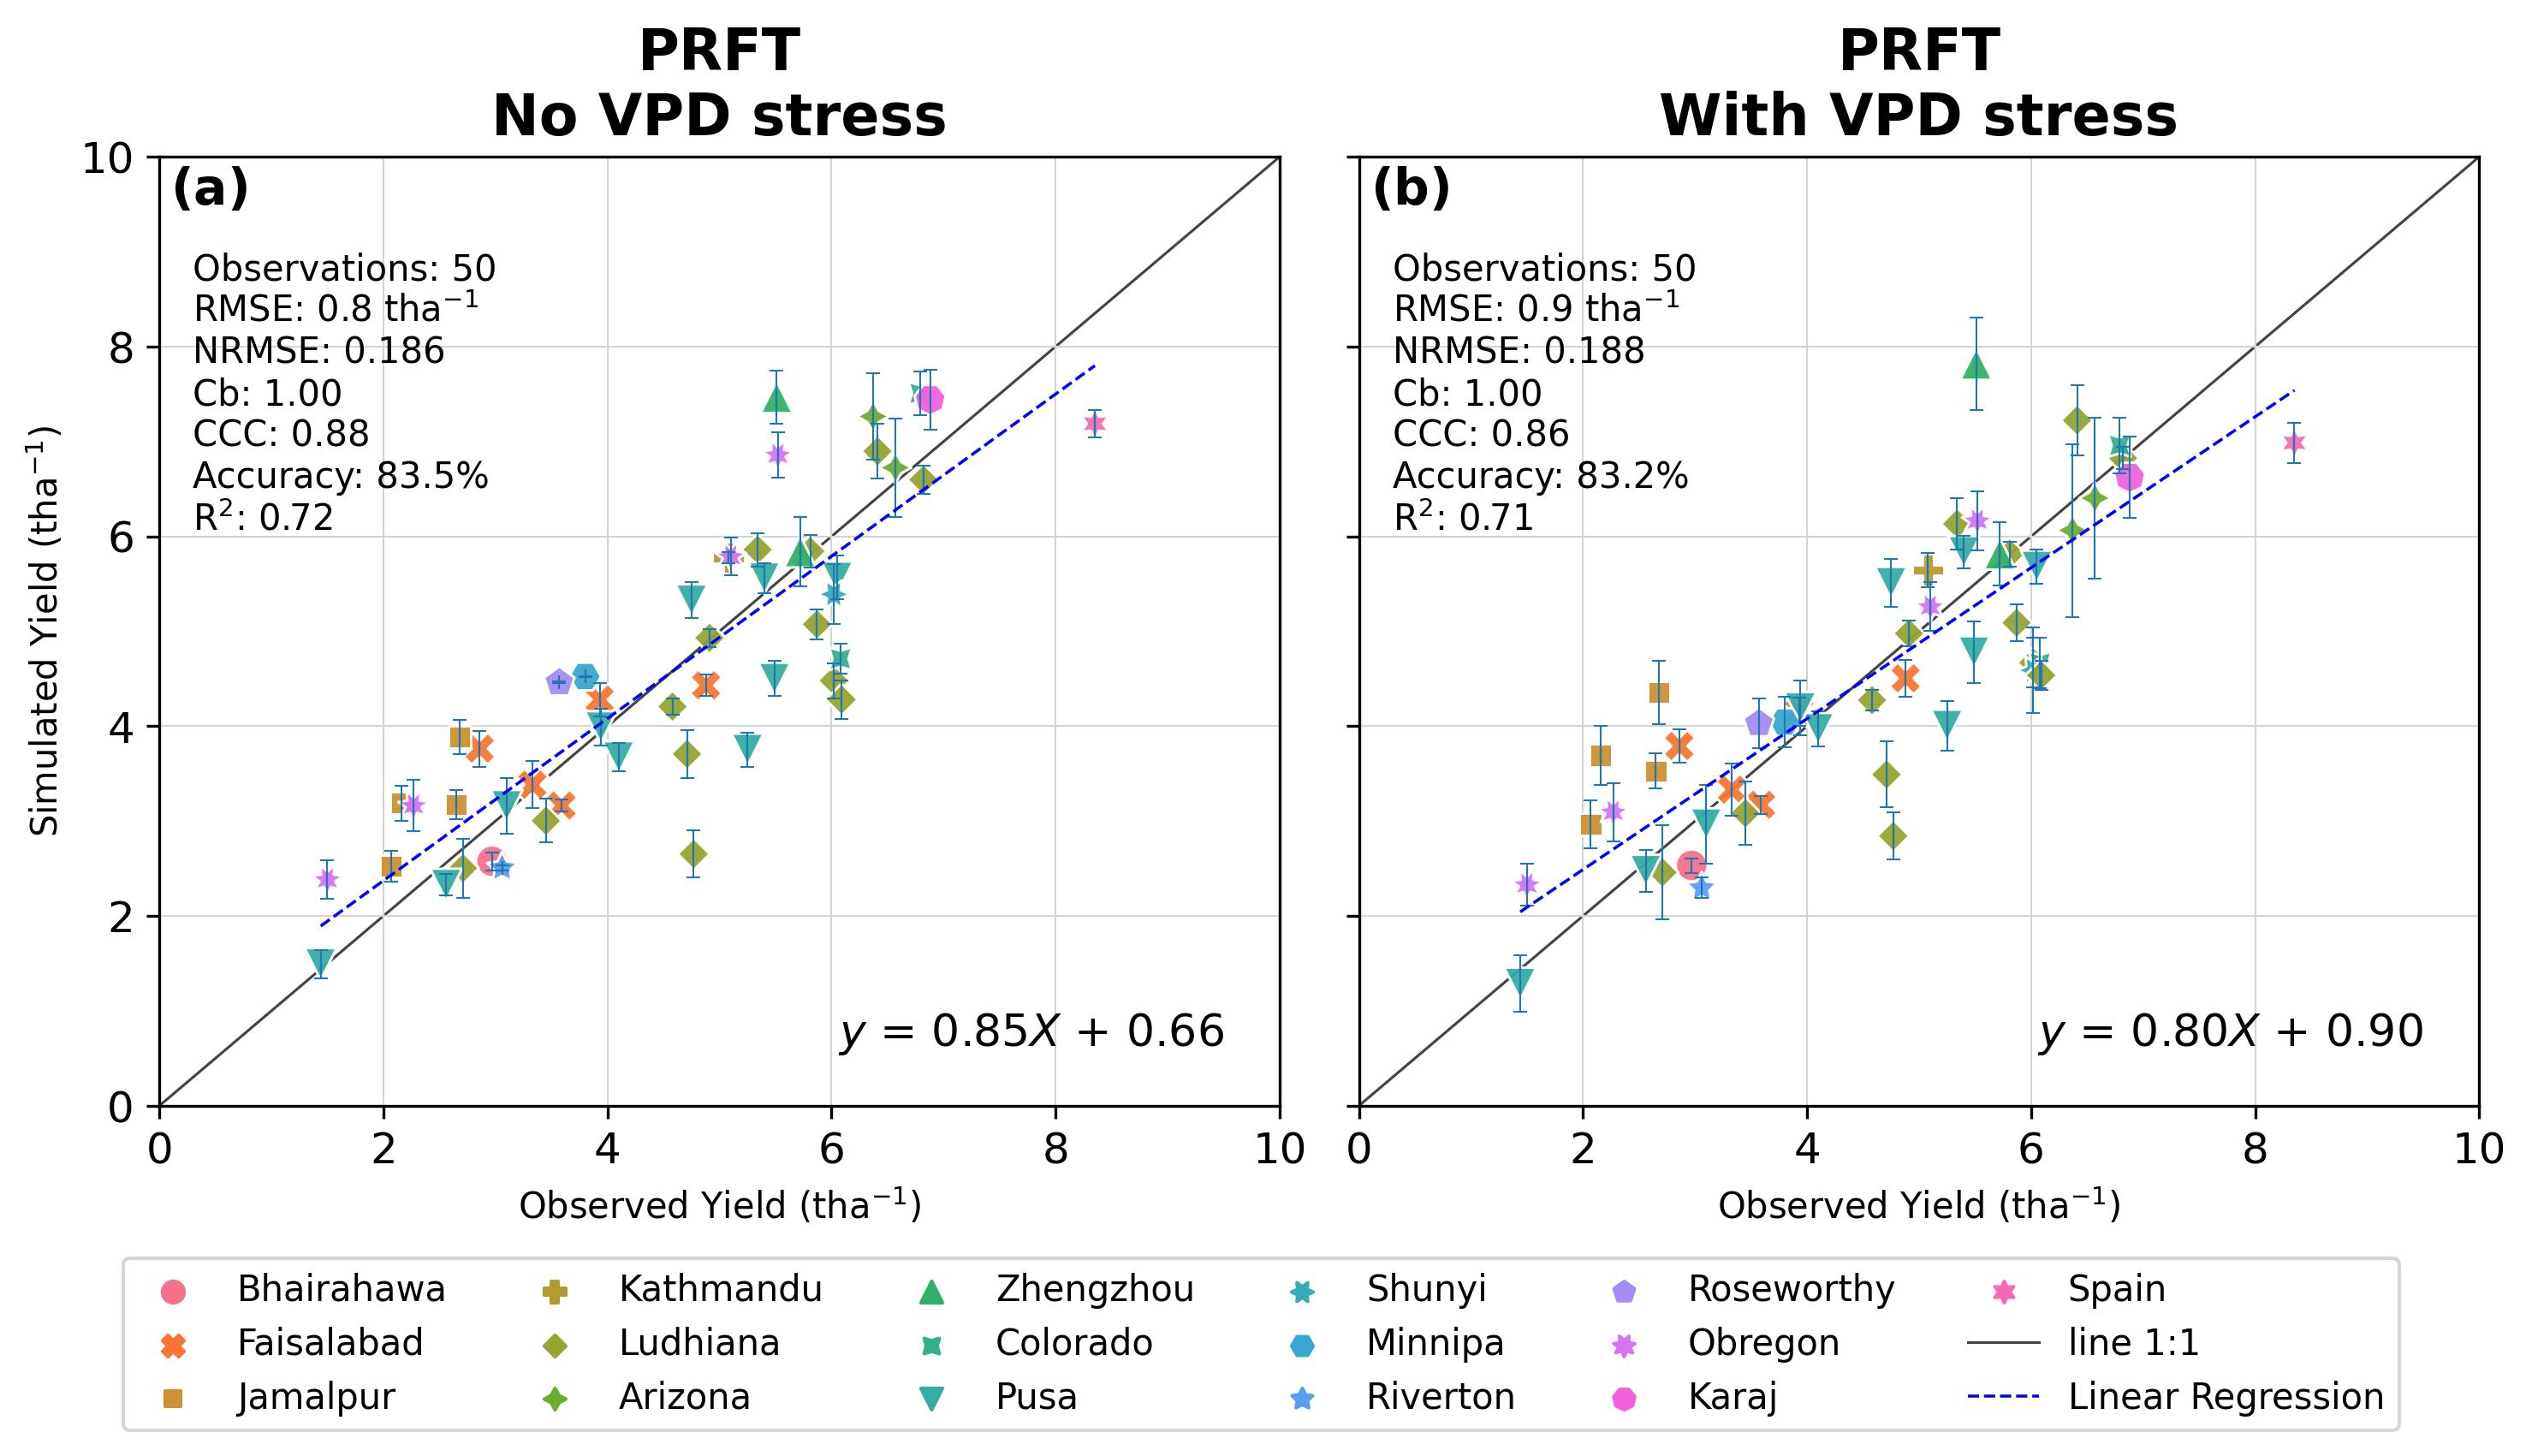 PRFT
No VPD stress
PRFT
With VPD stress
(a)
Observations: 50
RMSE: 0.8 tha⁻¹
NRMSE: 0.186
Cb: 1.00
CCC: 0.88
Accuracy: 83.5%
R²: 0.72
y = 0.85X + 0.66
10
8
6
4
2
0
Simulated Yield (tha⁻¹)
0 2 4 6 8 10
Observed Yield (tha⁻¹)
(b)
Observations: 50
RMSE: 0.9 tha⁻¹
NRMSE: 0.188
Cb: 1.00
CCC: 0.86
Accuracy: 83.2%
R²: 0.71
y = 0.80X + 0.90
0 2 4 6 8 10
Observed Yield (tha⁻¹)
Bhairahawa Kathmandu Zhengzhou Shunyi Roseworthy Spain
Faisalabad Ludhiana Colorado Minnipa Obregon line 1:1
Jamalpur Arizona Pusa Riverton Karaj Linear Regression